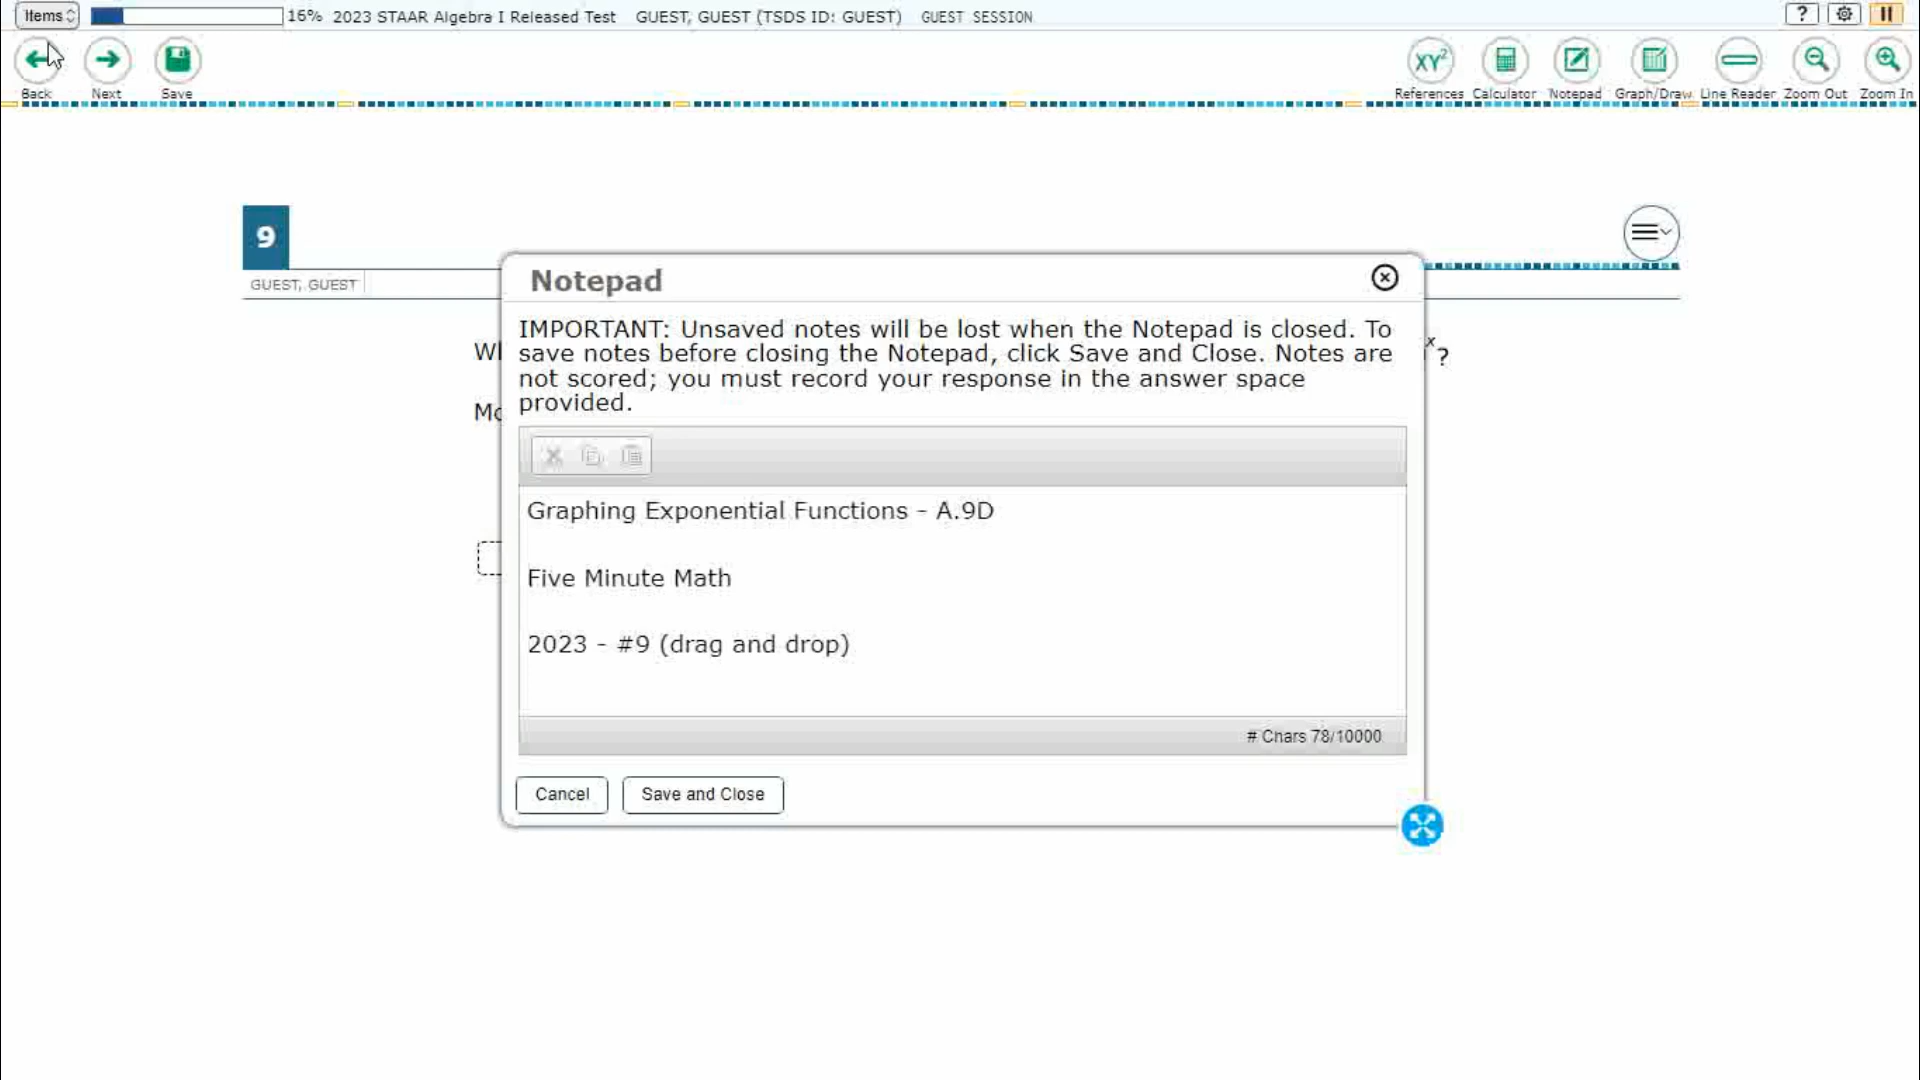 Items 16% 2023 STAAR Algebra I Released Test GUEST, GUEST (TSDS ID: GUEST) GUEST SESSION ?
XY²
Back Next Save References Calculator Notepad Graph/Draw Line Reader Zoom Out Zoom In
9
GUEST, GUEST
Notepad
IMPORTANT: Unsaved notes will be lost when the Notepad is closed. To
save notes before closing the Notepad, click Save and Close. Notes are
not scored; you must record your response in the answer space
provided.
x?
Graphing Exponential Functions - A.9D
Five Minute Math
2023 - #9 (drag and drop)
# Chars 78/10000
Cancel Save and Close